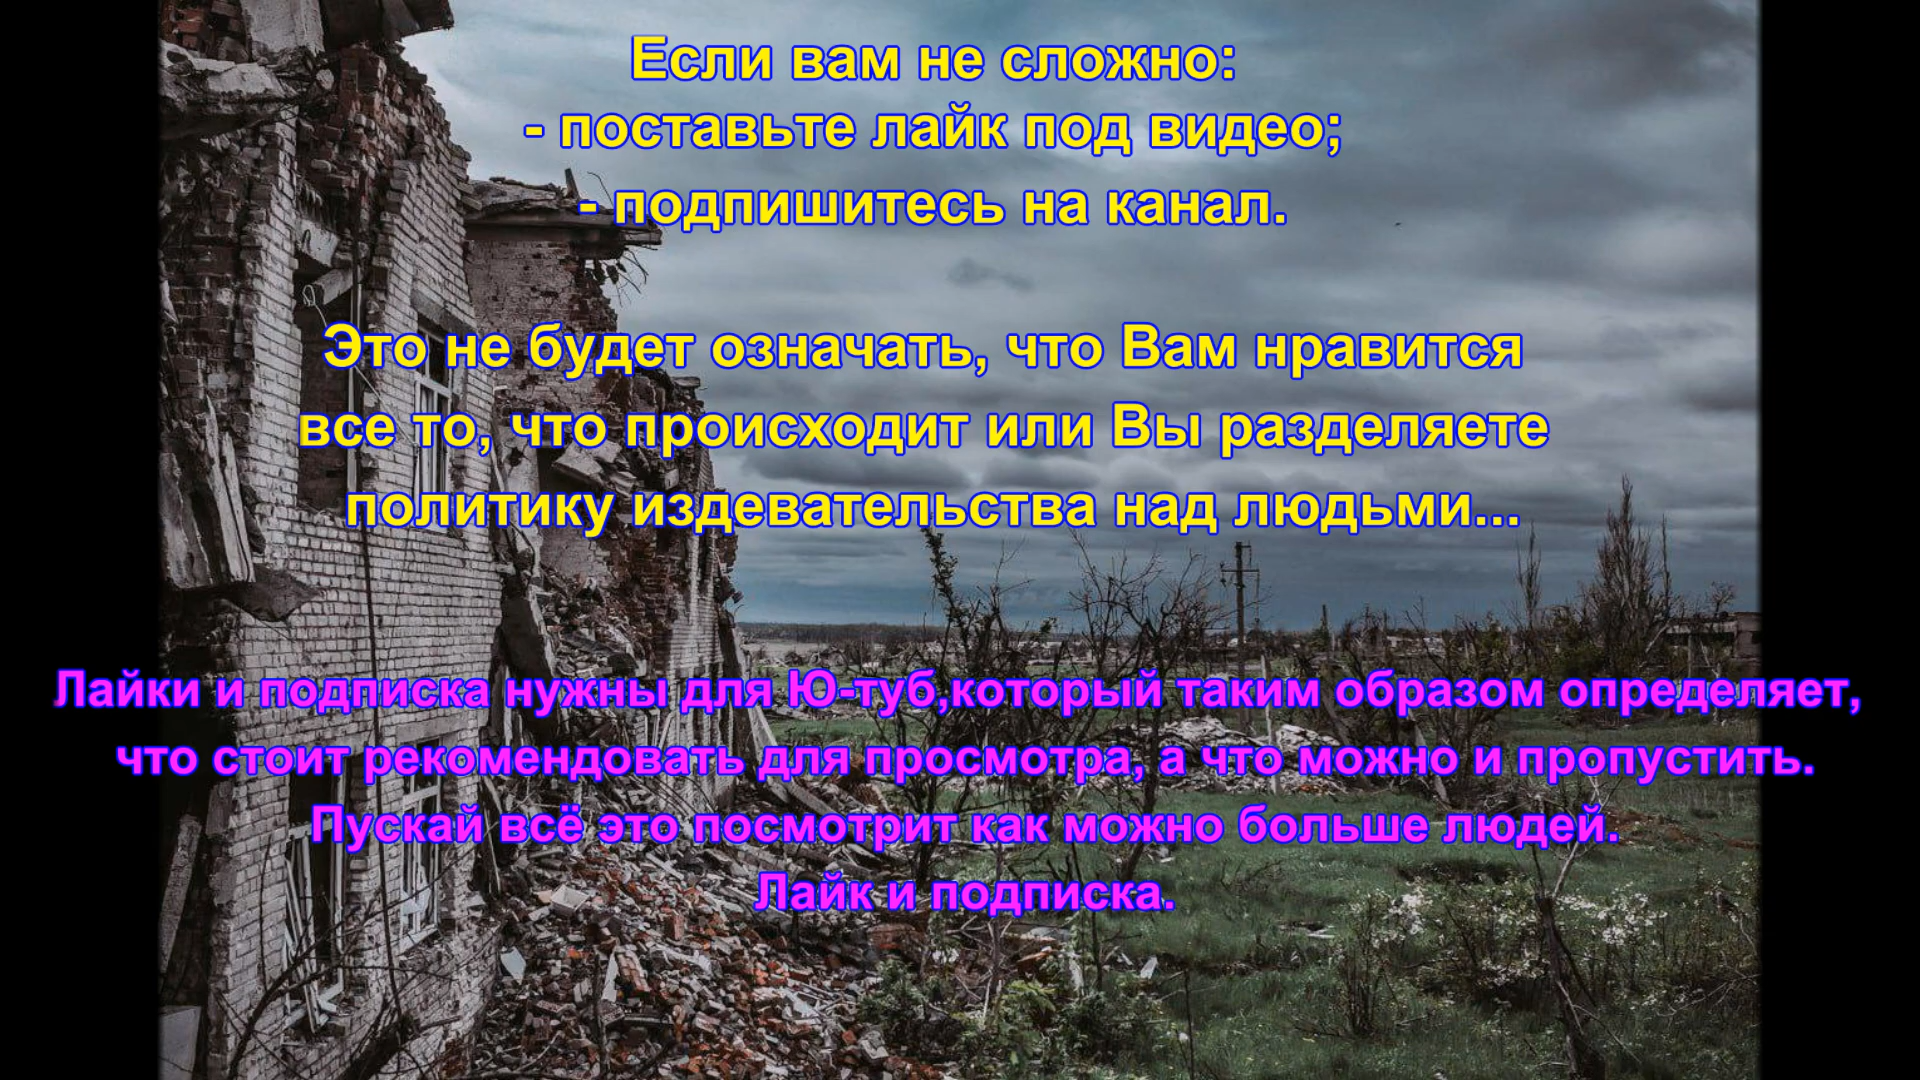 Если вам не сложно:
- поставьте лайк под видео;
- подпишитесь на канал.
Это не будет означать, что Вам нравится
все то, что происходит или Вы разделяете
политику издевательства над людьми...
Лайки и подписка нужны для Ю-туб,который таким образом определяет,
что стоит рекомендовать для просмотра, а что можно и пропустить.
Пускай всё это посмотрит как можно больше людей.
Лайк и подписка.